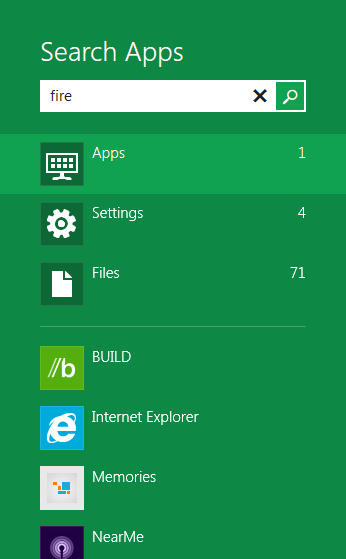 Search Apps
fire
Apps 1
Settings 4
Files 71
//b BUILD
Internet Explorer
Memories
NearMe